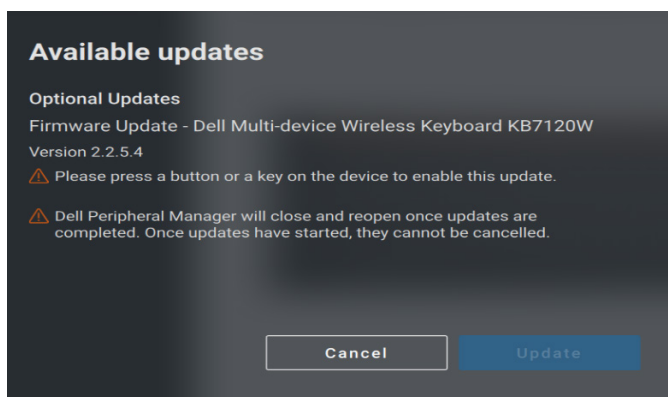 Available updates
Optional Updates
Firmware Update - Dell Multi-device Wireless Keyboard KB7120W
Version 2.2.5.4
Please press a button or a key on the device to enable this update.
Dell Peripheral Manager will close and reopen once updates are
completed. Once updates have started, they cannot be cancelled.
Cancel
Update